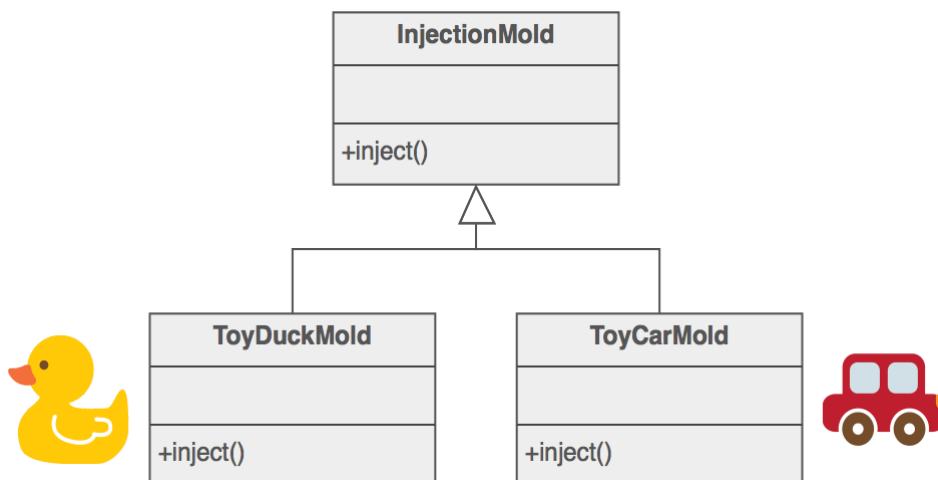 InjectionMold
+inject()
ToyDuckMold
+inject()
ToyCarMold
+inject()